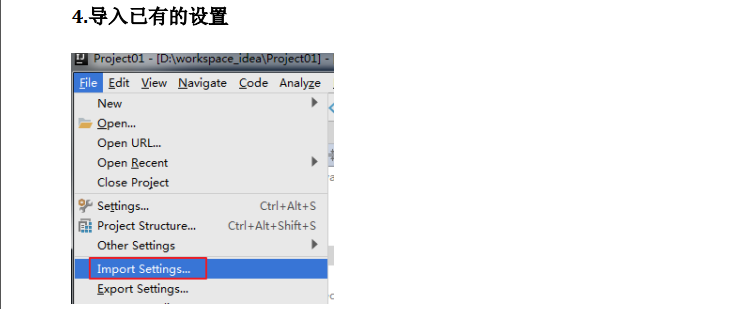 4.导入已有的设置
Project01 - [D:\workspace_idea\Project01] -
File Edit View Navigate Code Analyze
New
Open...
Open URL...
Open Recent
Close Project
Settings... Ctrl+Alt+S
Project Structure... Ctrl+Alt+Shift+S
Other Settings
Import Settings...
Export Settings...